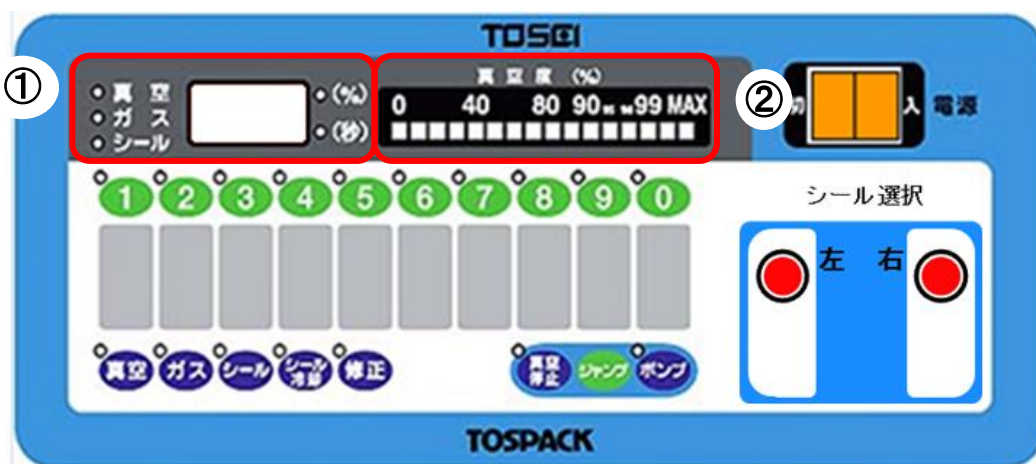 TOSEI
①
真空
ガス
シール
(%)
(秒)
真空度 (%)
0 40 80 90 99 MAX
②
切
入
電源
1 2 3 4 5 6 7 8 9 0
シール選択
左 右
真空 ガス シール シール冷却 修正 真空停止 ジャンプ ポンプ
TOSPACK